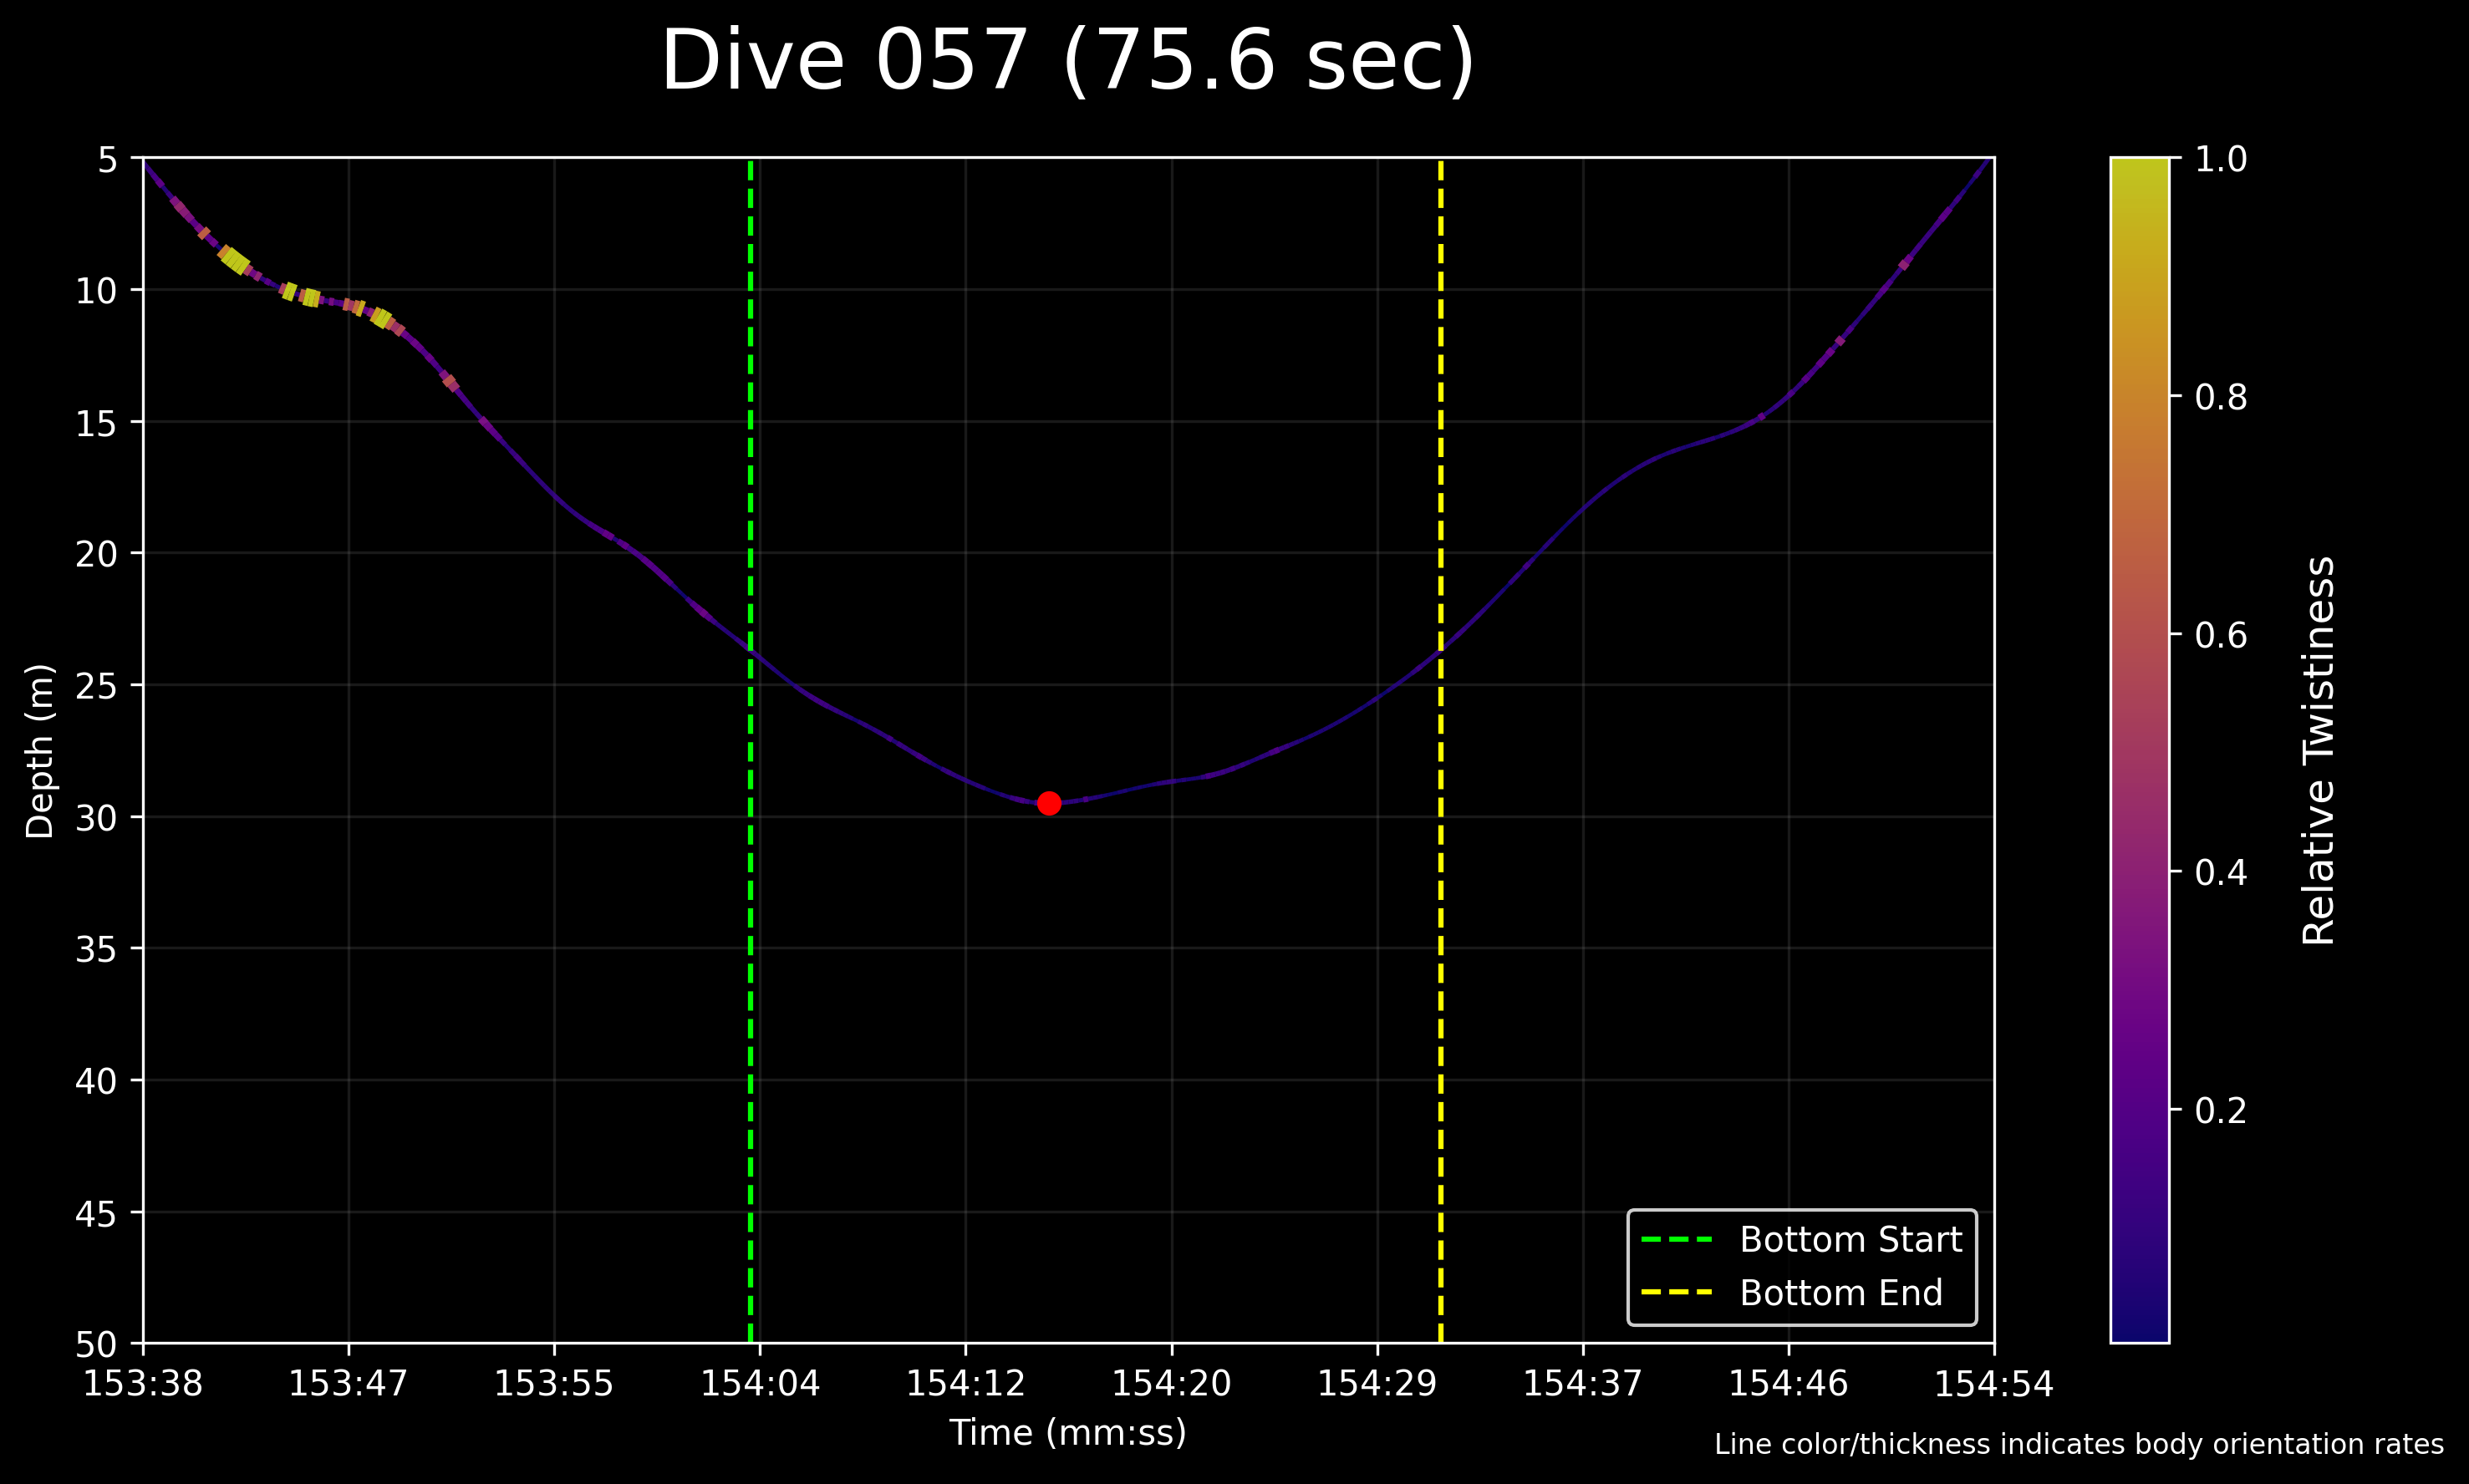 Dive 057 (75.6 sec)
5
10
15
20
25
30
35
40
45
50
Depth (m)
153:38 153:47 153:55 154:04 154:12 154:20 154:29 154:37 154:46 154:54
Time (mm:ss)
Bottom Start
Bottom End
1.0
0.8
0.6
0.4
0.2
Relative Twistiness
Line color/thickness indicates body orientation rates